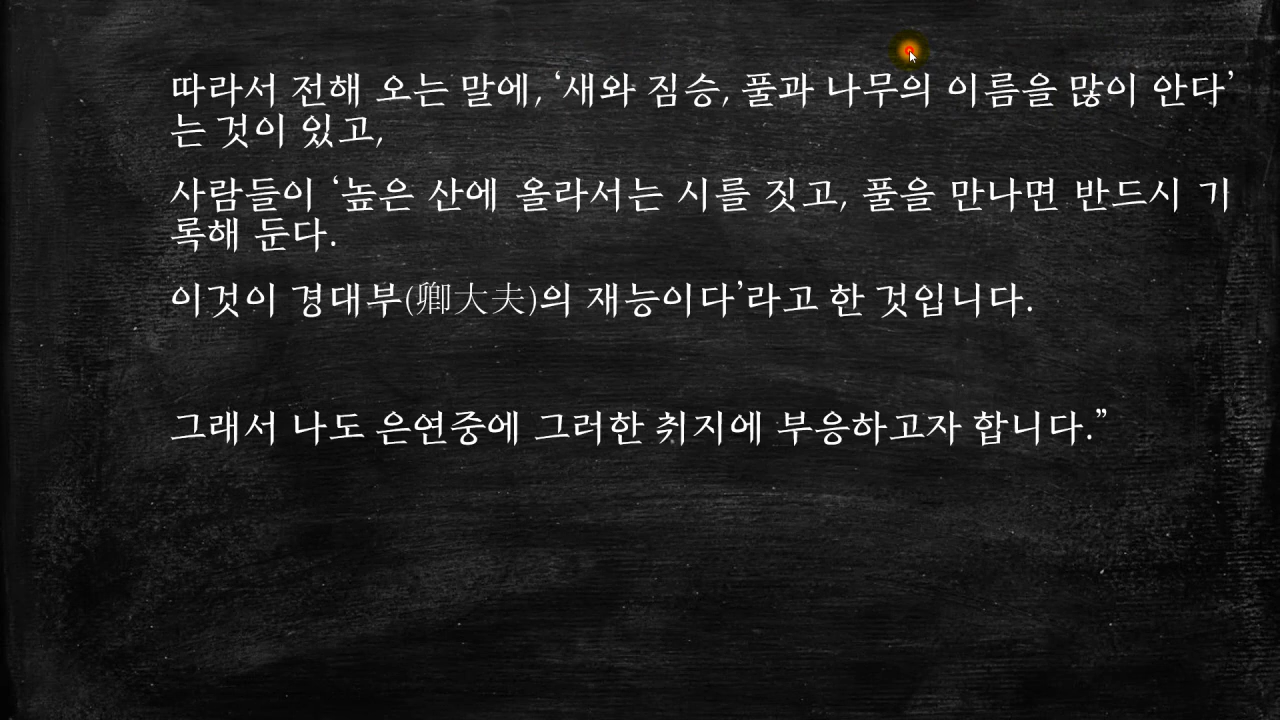 따라서 전해 오는 말에, ‘새와 짐승, 풀과 나무의 이름을 많이 안다’
는 것이 있고,
사람들이 ‘높은 산에 올라서는 시를 짓고, 풀을 만나면 반드시 기
록해 둔다.
이것이 경대부(卿大夫)의 재능이다’라고 한 것입니다.
그래서 나도 은연중에 그러한 취지에 부응하고자 합니다.”